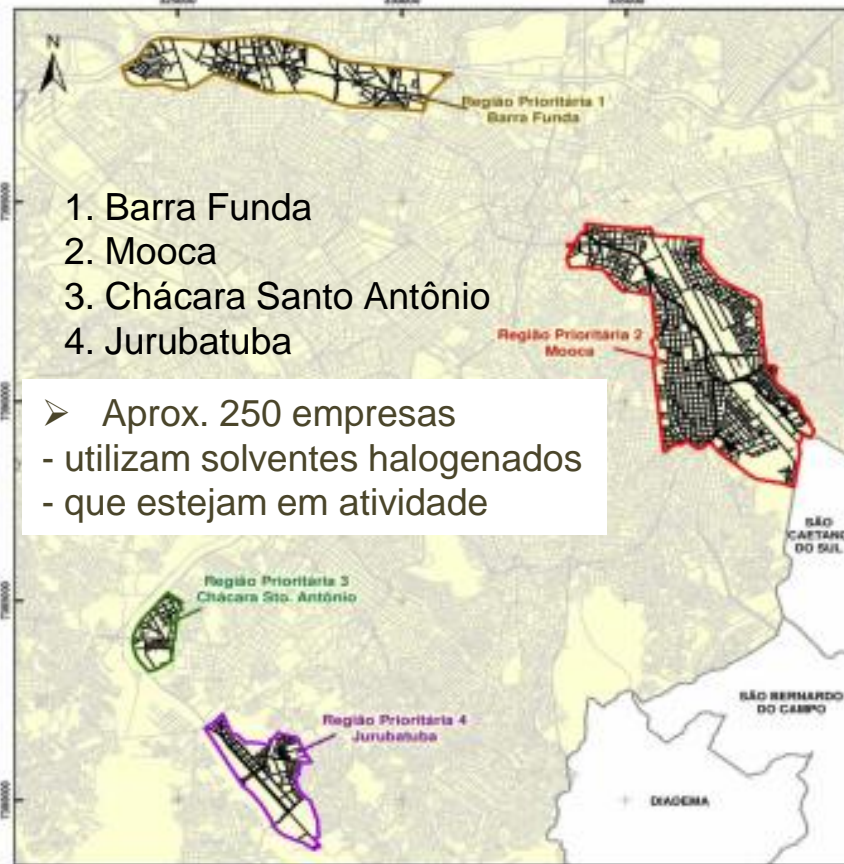 N
Região Prioritária 1
Barra Funda
1. Barra Funda
2. Mooca
3. Chácara Santo Antônio
4. Jurubatuba
Região Prioritária 2
Mooca
➢ Aprox. 250 empresas
- utilizam solventes halogenados
- que estejam em atividade
SÃO
CAETANO
DO SUL
Região Prioritária 3
Chácara Sto. Antônio
Região Prioritária 4
Jurubatuba
SÃO BERNARDO
DO CAMPO
DIADEMA